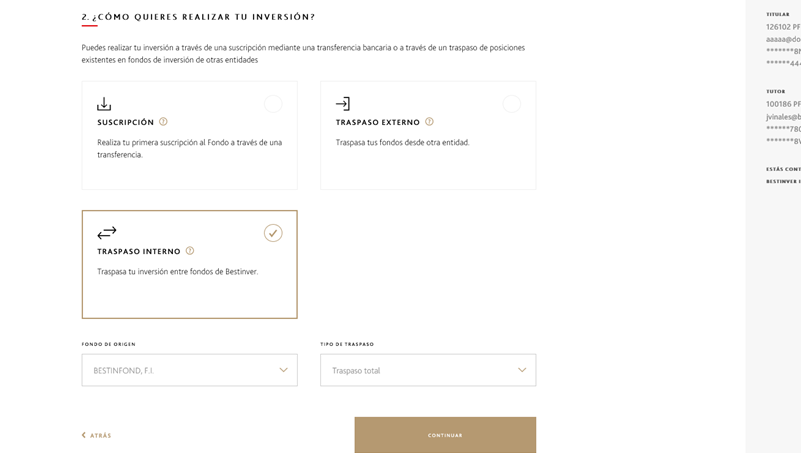 2. ¿CÓMO QUIERES REALIZAR TU INVERSIÓN?
Puedes realizar tu inversión a través de una suscripción mediante una transferencia bancaria o a través de un traspaso de posiciones
existentes en fondos de inversión de otras entidades
SUSCRIPCIÓN ?
Realiza tu primera suscripción al Fondo a través de una
transferencia.
TRASPASO EXTERNO ?
Traspasa tus fondos desde otra entidad.
TRASPASO INTERNO ?
Traspasa tu inversión entre fondos de Bestinver.
FONDO DE ORIGEN
BESTINFOND, F.I.
TIPO DE TRASPASO
Traspaso total
ATRÁS
CONTINUAR
TITULAR
126102 PF
aaaaa@do
*******8
******44
TUTOR
100186 PF
jvinales@b
******780
*******8
ESTÁS CONT
BESTINVER